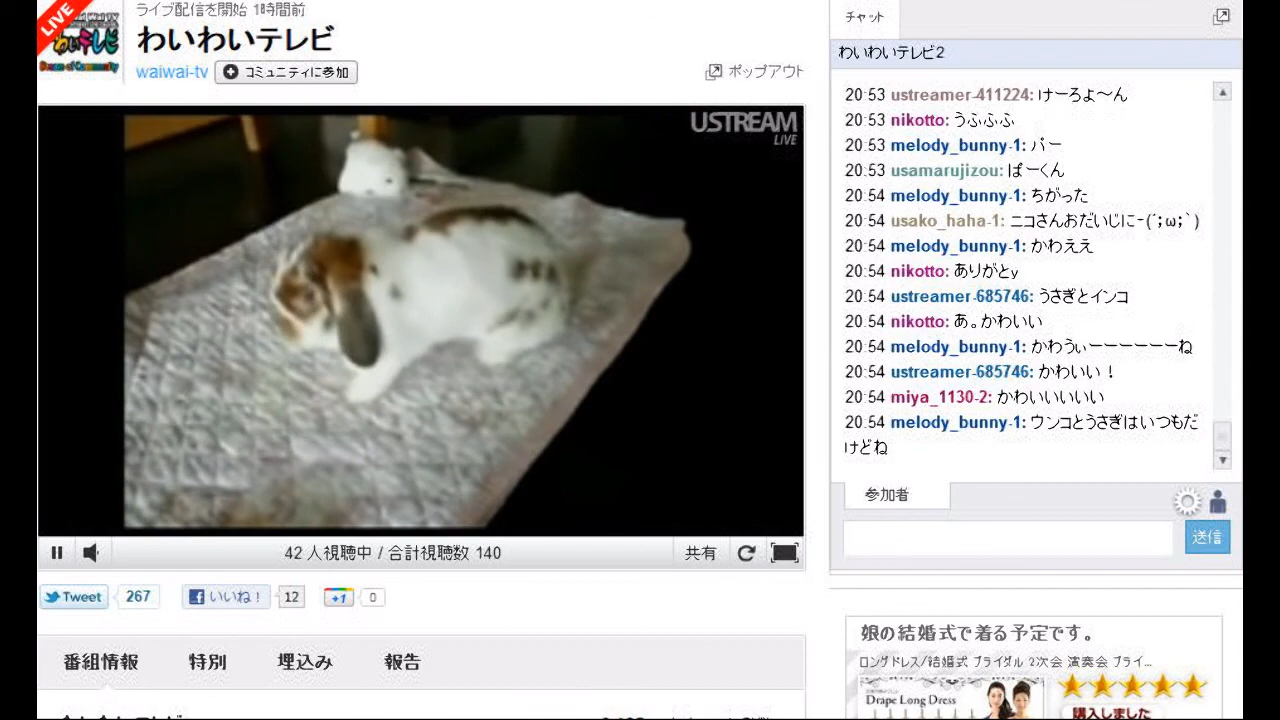 LIVE
ライブ配信を開始 1時間前
わいわいテレビ
waiwai-tv
コミュニティに参加
ポップアウト
USTREAM
LIVE
42 人視聴中 / 合計視聴数 140
共有
Tweet
267
いいね！
12
+1
0
番組情報
特別
埋込み
報告
チャット
わいわいテレビ2
20:53 ustreamer-411224: けーろよ～ん
20:53 nikotto: うふふふ
20:53 melody_bunny-1: バー
20:53 usamarujizou: ぱーくん
20:54 melody_bunny-1: ちがった
20:54 usako_haha-1: ニコさんおだいじにｰ(´;ω;｀)
20:54 melody_bunny-1: かわええ
20:54 nikotto: ありがとy
20:54 ustreamer-685746: うさぎとインコ
20:54 nikotto: あ。かわいい
20:54 melody_bunny-1: かわうぃーーーーーーね
20:54 ustreamer-685746: かわいい！
20:54 miya_1130-2: かわいいいいい
20:54 melody_bunny-1: ウンコとうさぎはいつもだ
けどね
参加者
送信
娘の結婚式で着る予定です。
ロングドレス/結婚式 ブライダル 2次会 演奏会 ブライ...
Drape Long Dress
購入しました